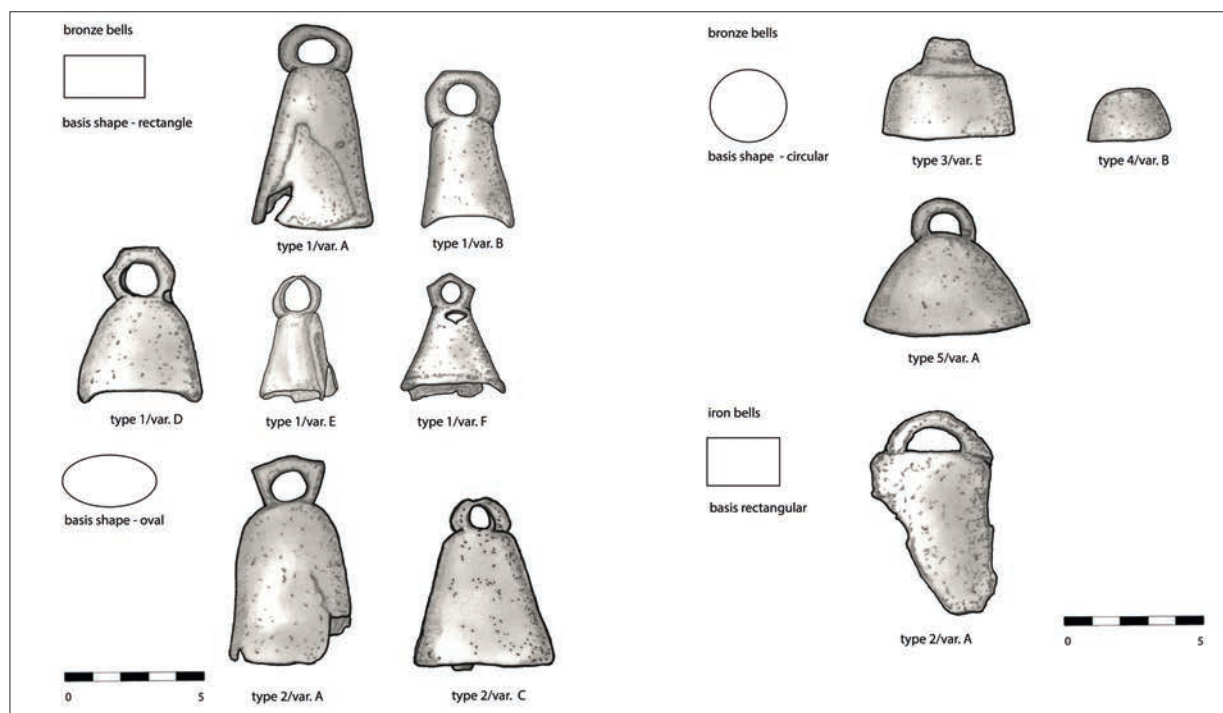 bronze bells
basis shape - rectangle
type 1/var. A
type 1/var. B
type 1/var. D
type 1/var. E
type 1/var. F
basis shape - oval
type 2/var. A
type 2/var. C
0 5
bronze bells
basis shape - circular
type 3/var. E
type 4/var. B
type 5/var. A
iron bells
basis rectangular
type 2/var. A
0 5